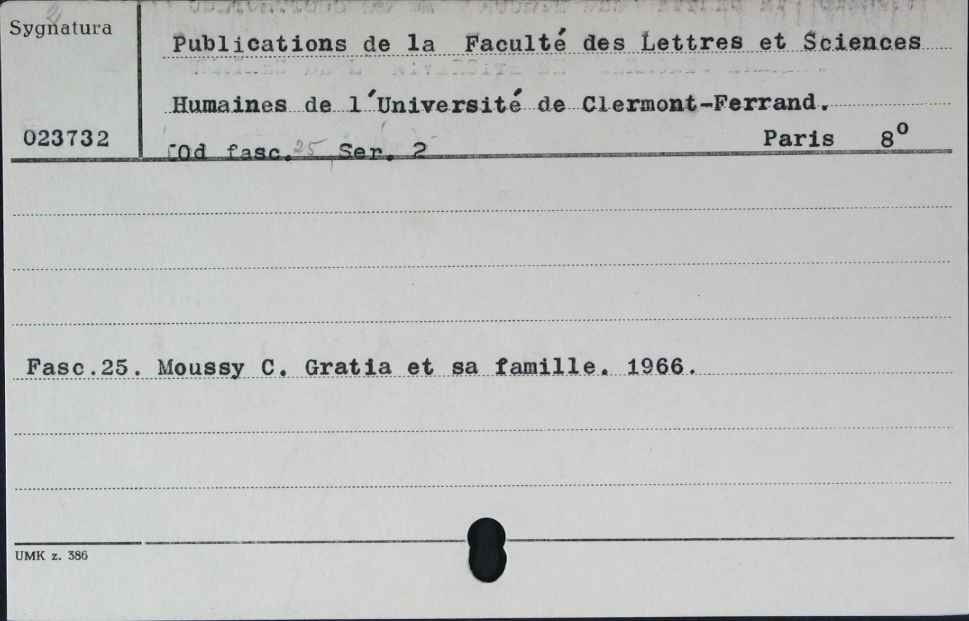 Sygnatura
Publications de la Faculté des Lettres et Sciences
Humaines de l'Université de Clermont-Ferrand.
023732
[Od fasc. 25 Ser. 2
Paris 8º
Fasc.25. Moussy C. Gratia et sa famille. 1966.
UMK z. 386